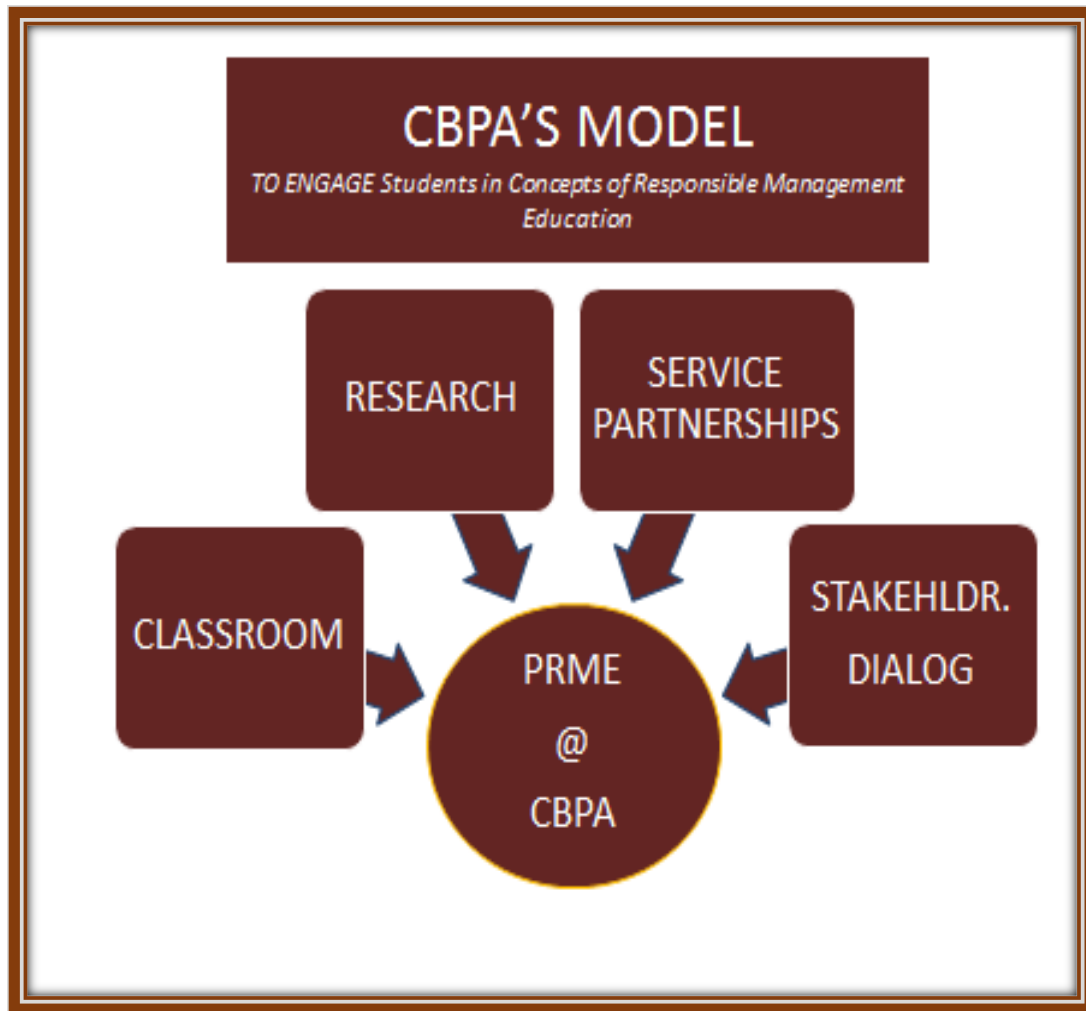 CBPA'S MODEL
TO ENGAGE Students in Concepts of Responsible Management
Education
RESEARCH
SERVICE
PARTNERSHIPS
CLASSROOM
STAKEHLDR.
DIALOG
PRME
@
CBPA